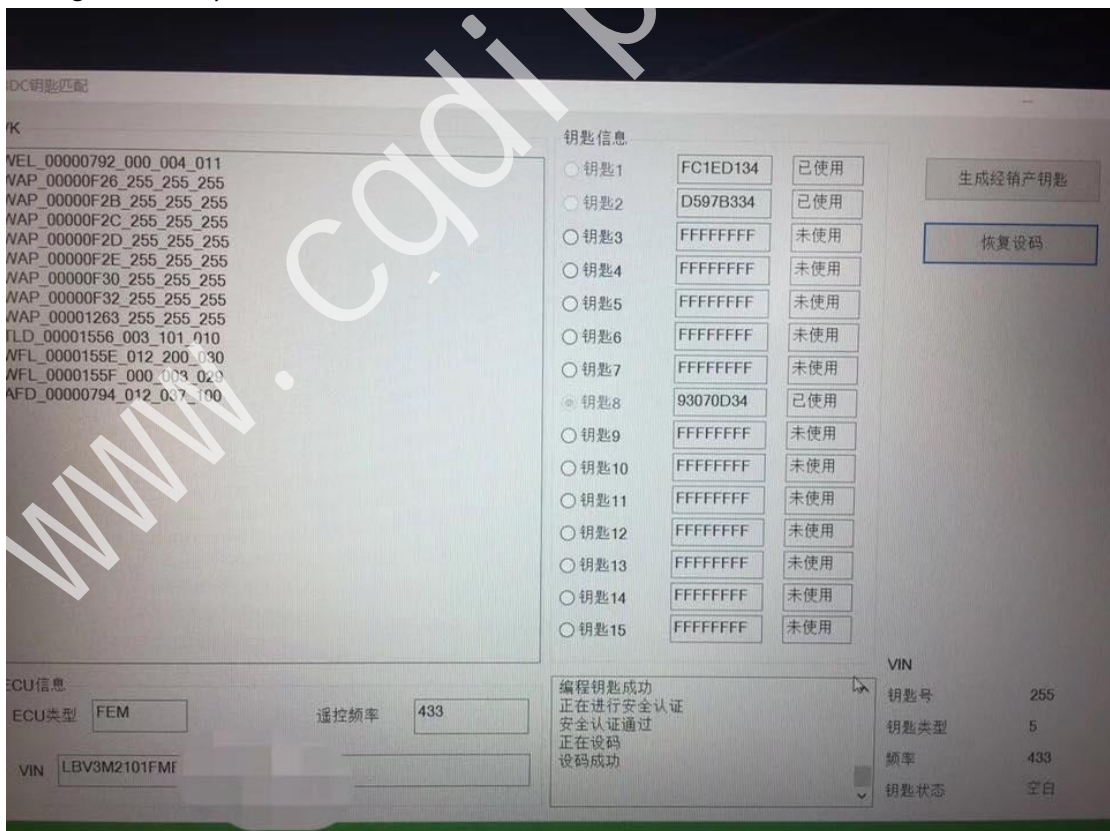 DC钥匙匹配
VK
WEL_00000792_000_004_011
WAP_00000F26_255_255_255
WAP_00000F2B_255_255_255
WAP_00000F2C_255_255_255
WAP_00000F2D_255_255_255
WAP_00000F2E_255_255_255
WAP_00000F30_255_255_255
WAP_00000F32_255_255_255
WAP_00001263_255_255_255
TLD_00001556_003_101_010
WFL_0000155E_012_200_030
WFL_0000155F_000_003_029
AFD_00000794_012_037_100
钥匙信息
钥匙1 FC1ED134 已使用
钥匙2 D597B334 已使用
钥匙3 FFFFFFFF 未使用
钥匙4 FFFFFFFF 未使用
钥匙5 FFFFFFFF 未使用
钥匙6 FFFFFFFF 未使用
钥匙7 FFFFFFFF 未使用
钥匙8 93070D34 已使用
钥匙9 FFFFFFFF 未使用
钥匙10 FFFFFFFF 未使用
钥匙11 FFFFFFFF 未使用
钥匙12 FFFFFFFF 未使用
钥匙13 FFFFFFFF 未使用
钥匙14 FFFFFFFF 未使用
钥匙15 FFFFFFFF 未使用
生成经销产钥匙
恢复设码
ECU信息
ECU类型 FEM 遥控频率 433
VIN LBV3M2101FM
编程钥匙成功
正在进行安全认证
安全认证通过
正在设码
设码成功
VIN
钥匙号 255
钥匙类型 5
频率 433
钥匙状态 空白